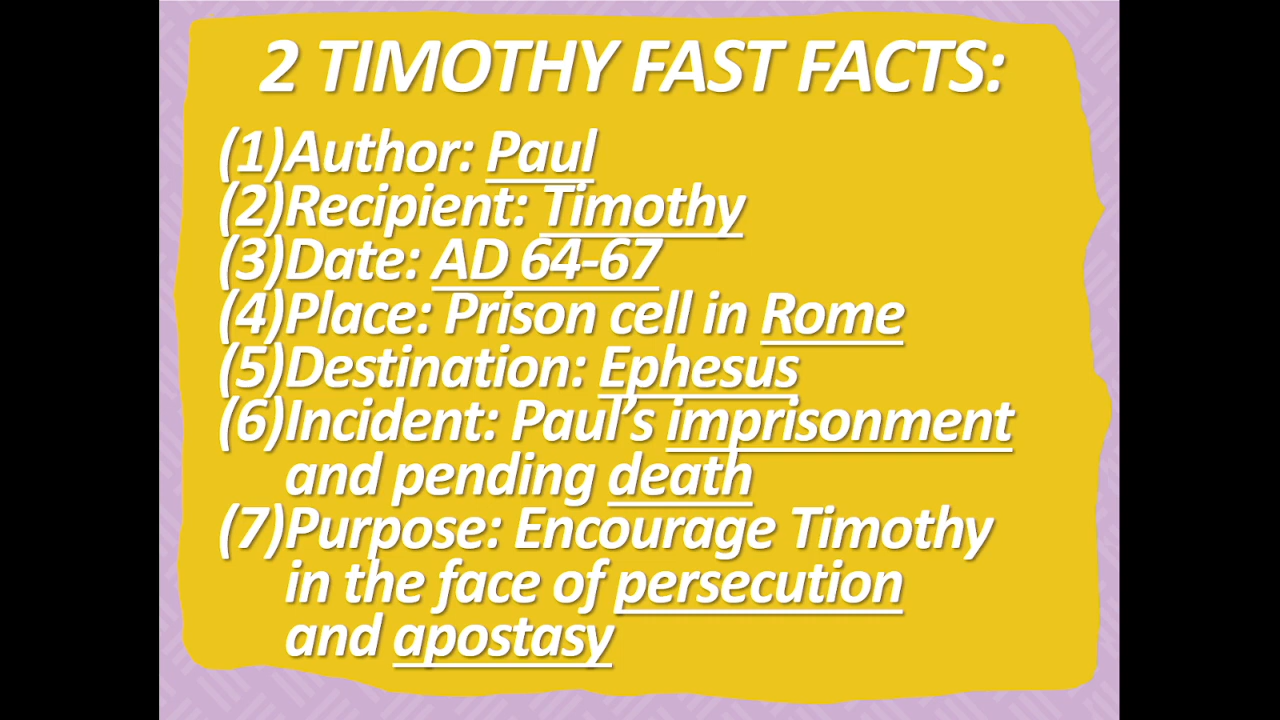 2 TIMOTHY FAST FACTS:
(1)Author: Paul
(2)Recipient: Timothy
(3)Date: AD 64-67
(4)Place: Prison cell in Rome
(5)Destination: Ephesus
(6)Incident: Paul’s imprisonment
and pending death
(7)Purpose: Encourage Timothy
in the face of persecution
and apostasy